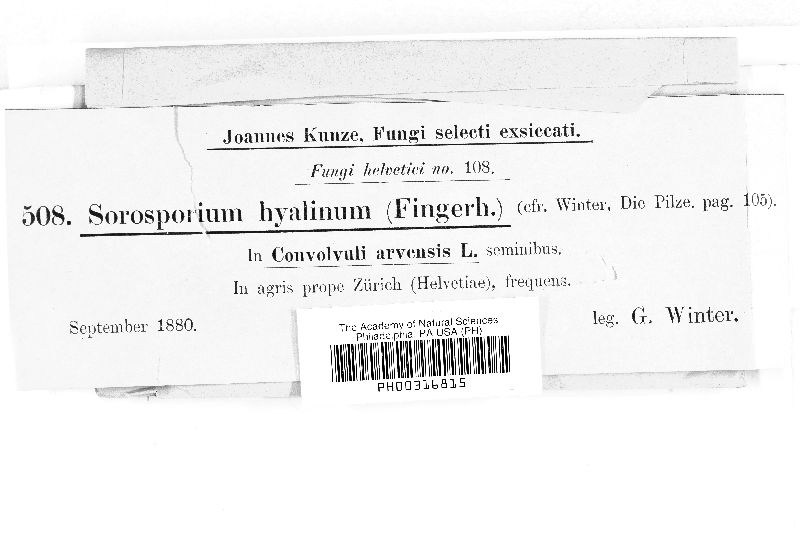 Joannes Kunze, Fungi selecti exsiccati.
Fungi helvetici no. 108.
508. Sorosporium hyalinum (Fingerh.) (cfr. Winter, Die Pilze. pag. 105).
In Convolvuli arvensis L. seminibus.
In agris prope Zürich (Helvetiae), frequens.
September 1880.
leg. G. Winter.
The Academy of Natural Sciences
Philadelphia, PA USA (PH)
PH00316815